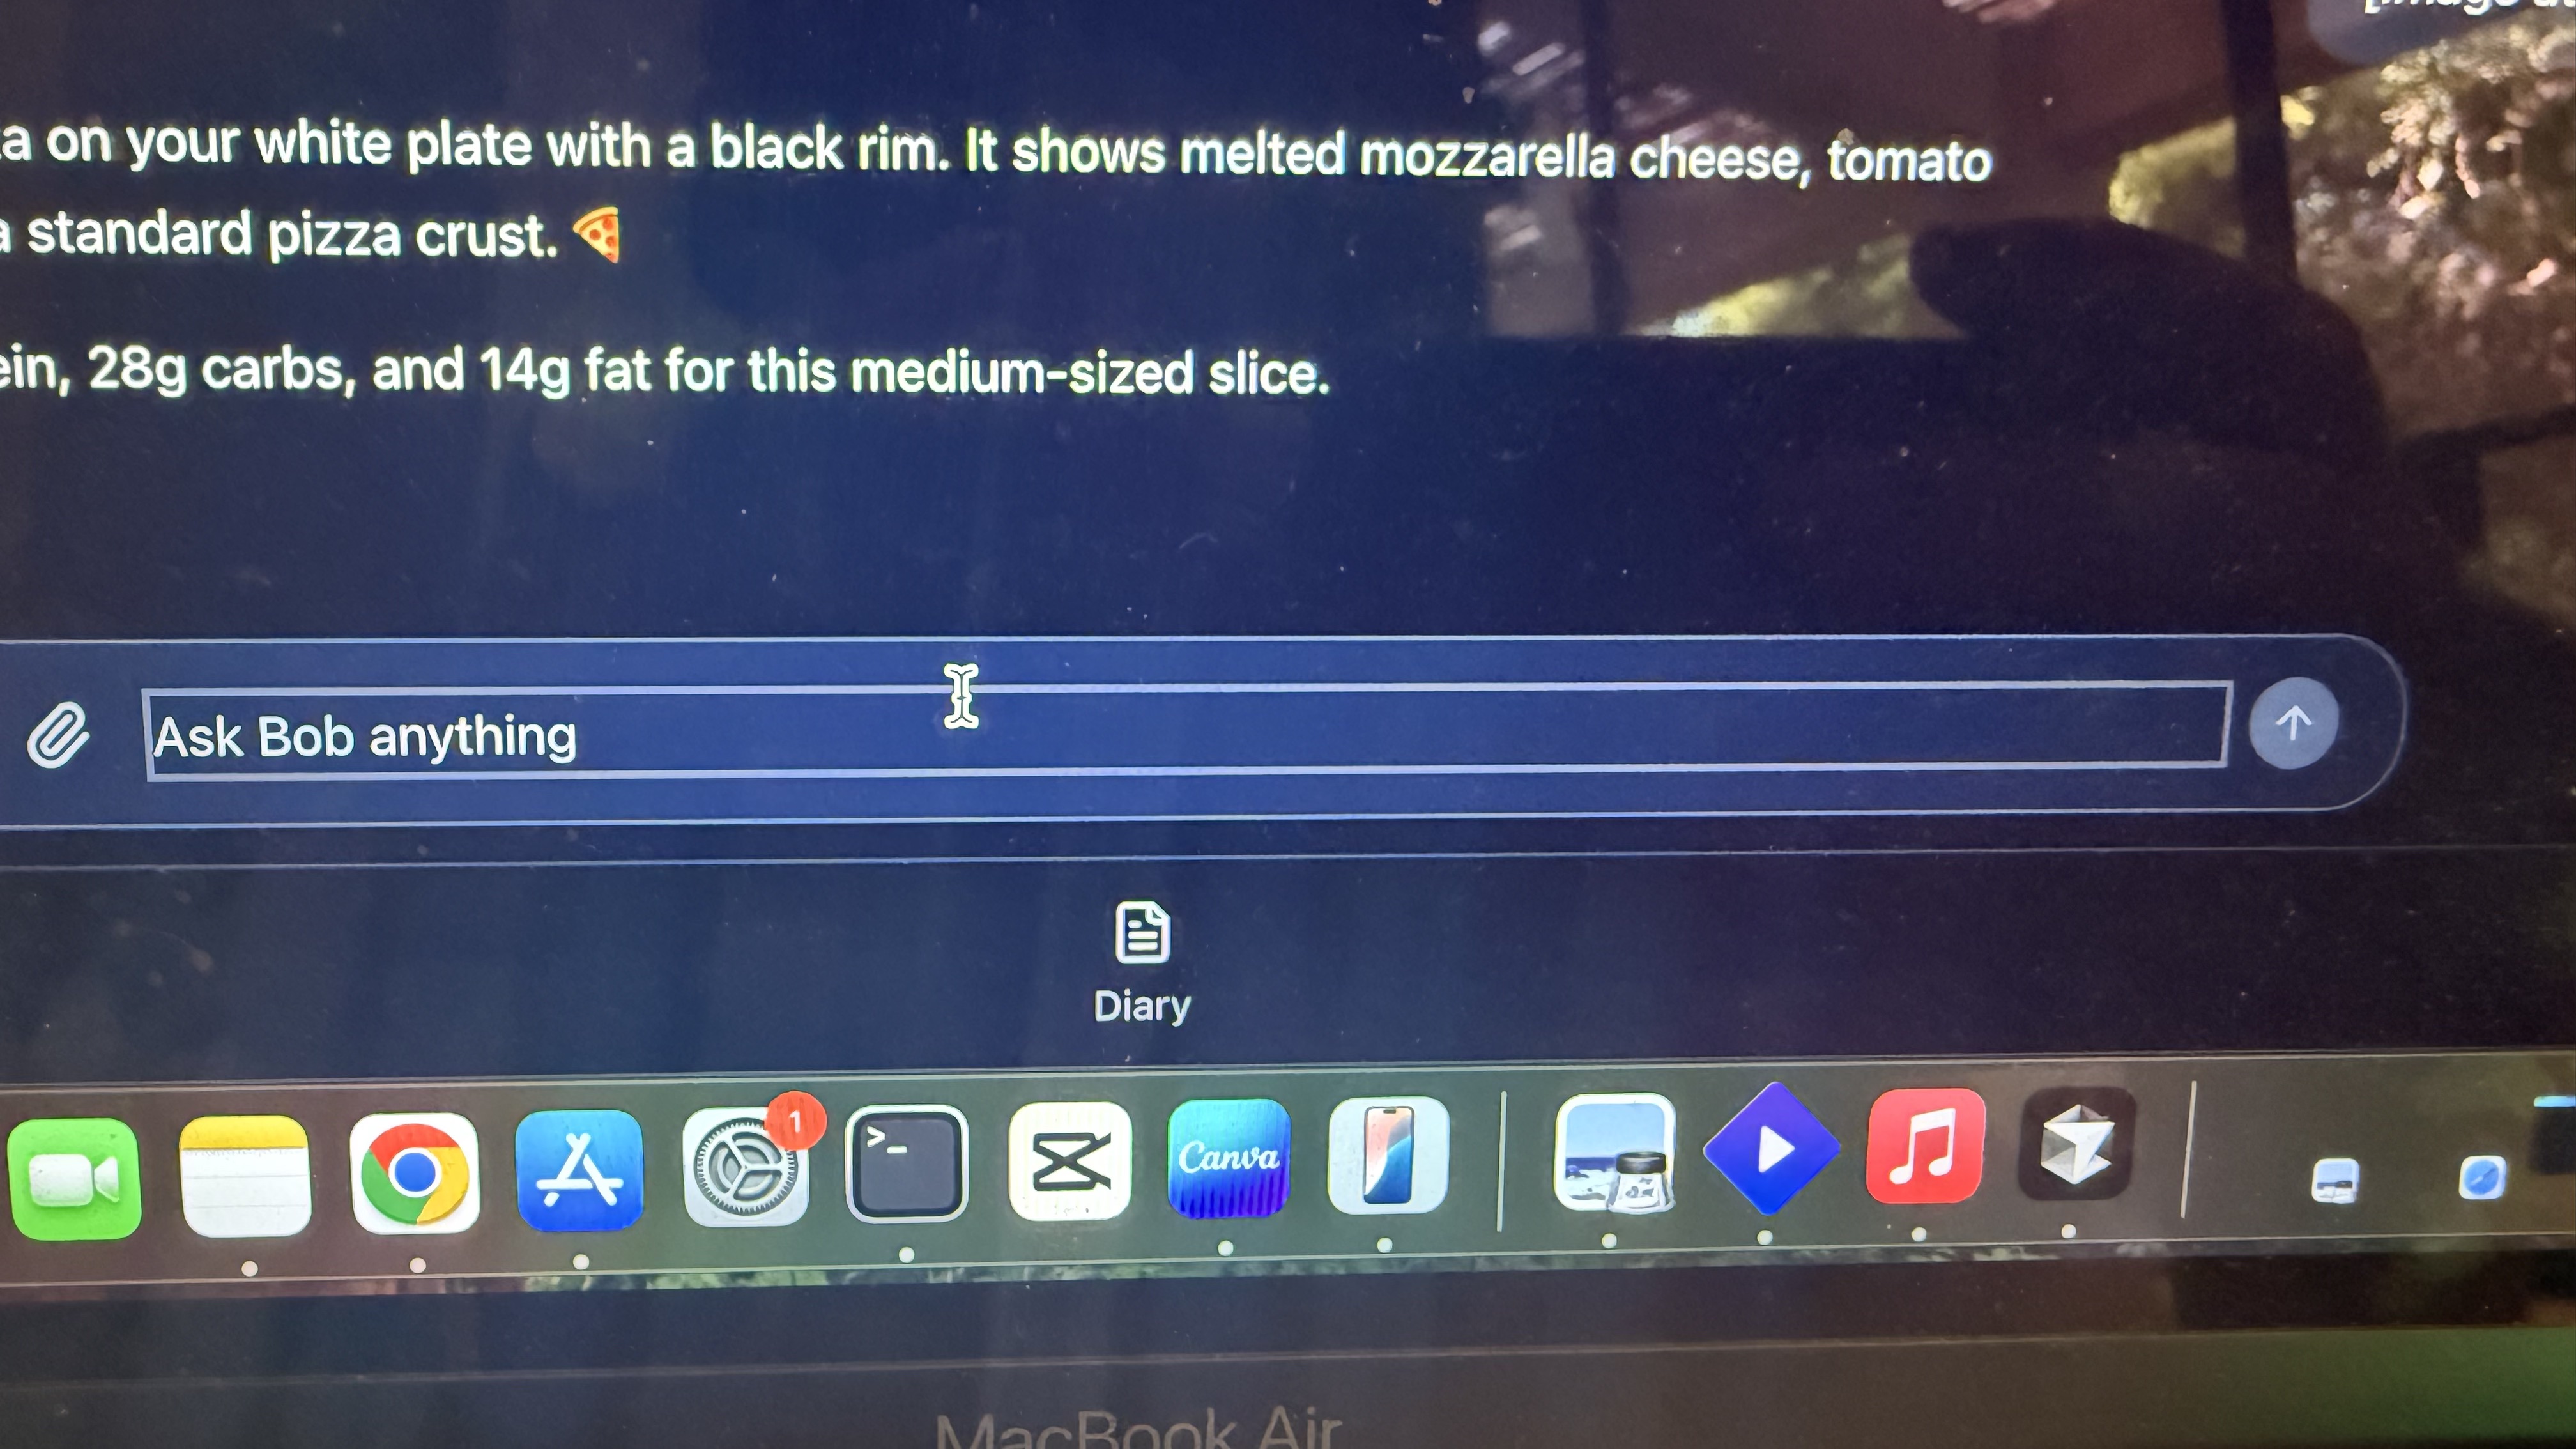 a on your white plate with a black rim. It shows melted mozzarella cheese, tomato
a standard pizza crust. 🍕
ein, 28g carbs, and 14g fat for this medium-sized slice.
Ask Bob anything
Diary
1
>_
Canva
MacBook Air